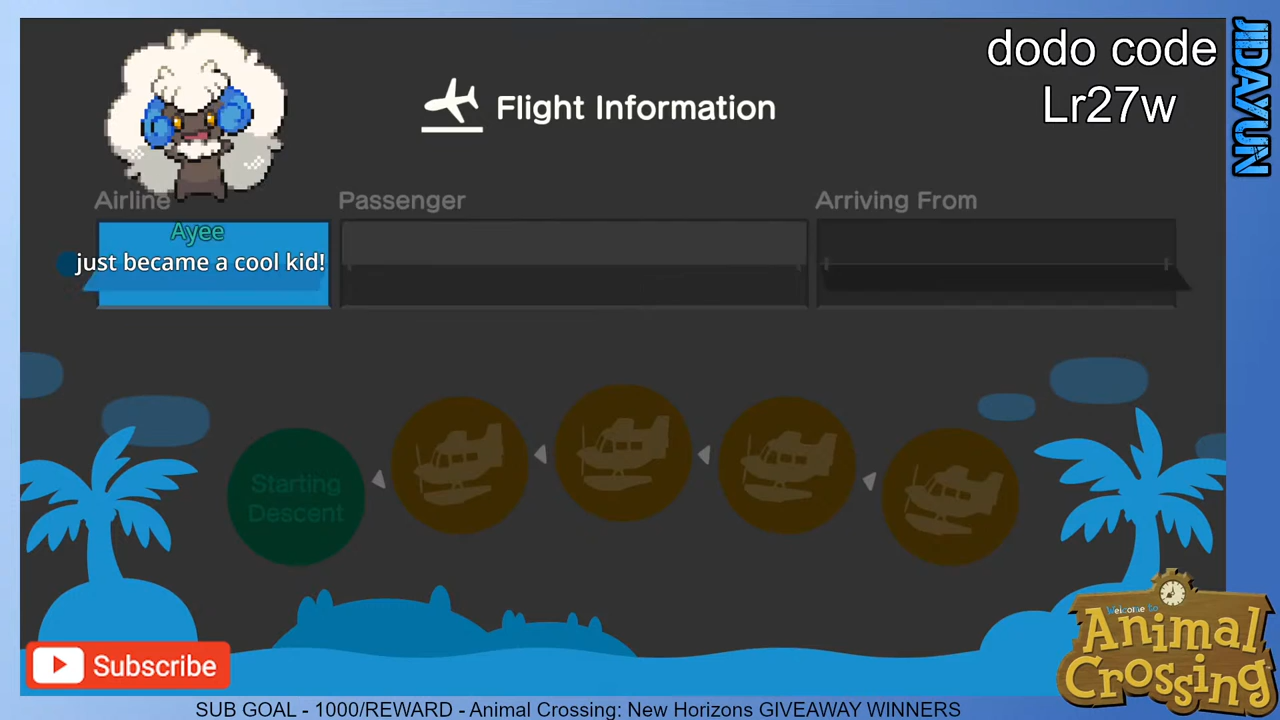 dodo code
Lr27w
JIDAVUN
Flight Information
Airline
Passenger
Arriving From
Ayee
just became a cool kid!
Starting
Descent
Subscribe
Welcome to
Animal
Crossing
SUB GOAL - 1000/REWARD - Animal Crossing: New Horizons GIVEAWAY WINNERS